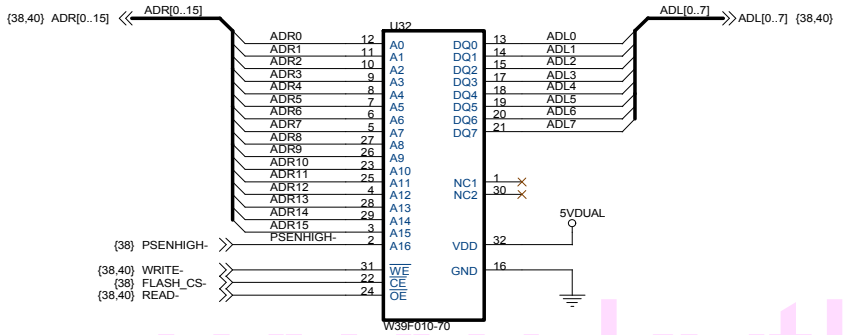 {38,40} ADR[0..15] ADR[0..15] U32 ADL[0..7] ADL[0..7] {38,40}
ADR0 12 A0 DQ0 13 ADL0
ADR1 11 A1 DQ1 14 ADL1
ADR2 10 A2 DQ2 15 ADL2
ADR3 9 A3 DQ3 17 ADL3
ADR4 8 A4 DQ4 18 ADL4
ADR5 7 A5 DQ5 19 ADL5
ADR6 6 A6 DQ6 20 ADL6
ADR7 5 A7 DQ7 21 ADL7
ADR8 27 A8
ADR9 26 A9
ADR10 23 A10
ADR11 25 A11 NC1 1
ADR12 4 A12 NC2 30
ADR13 28 A13
ADR14 29 A14 5VDUAL
ADR15 3 A15
{38} PSENHIGH- PSENHIGH- 2 A16 VDD 32
{38,40} WRITE- 31 WE GND 16
{38} FLASH_CS- 22 CE
{38,40} READ- 24 OE
W39F010-70